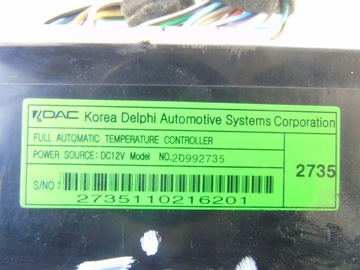 KDAC Korea Delphi Automotive Systems Corporation
FULL AUTOMATIC TEMPERATURE CONTROLLER
POWER SOURCE: DC12V Model NO.20992735
2735
S/NO:
2735110216201